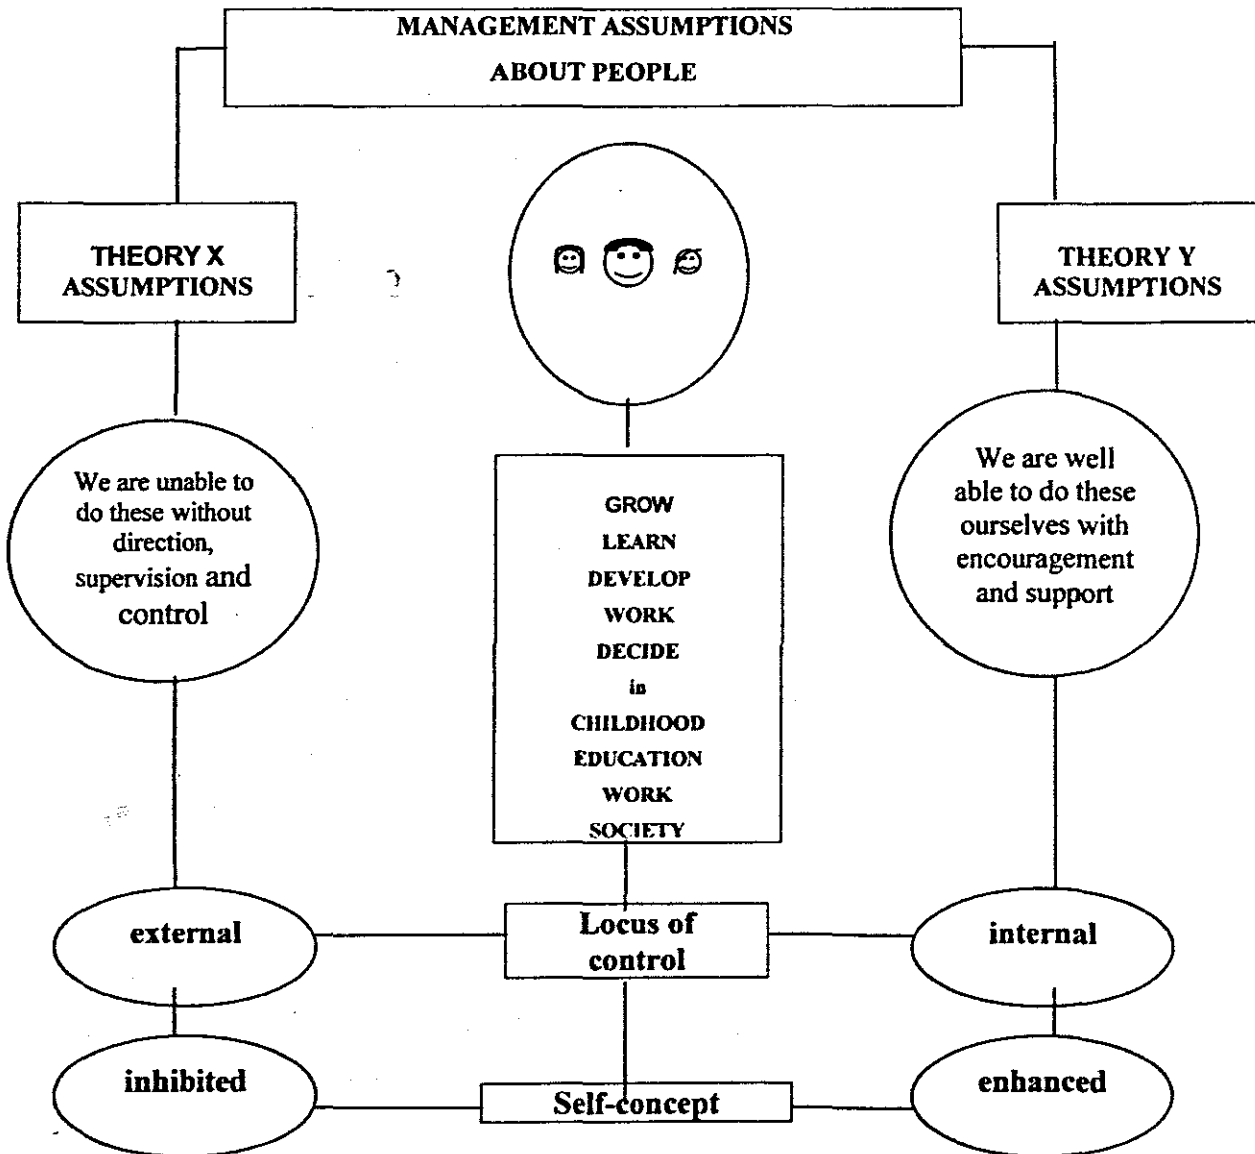 MANAGEMENT ASSUMPTIONS
ABOUT PEOPLE
THEORY X
ASSUMPTIONS
THEORY Y
ASSUMPTIONS
We are unable to
do these without
direction,
supervision and
control
GROW
LEARN
DEVELOP
WORK
DECIDE
in
CHILDHOOD
EDUCATION
WORK
SOCIETY
We are well
able to do these
ourselves with
encouragement
and support
external
Locus of
control
internal
inhibited
Self-concept
enhanced